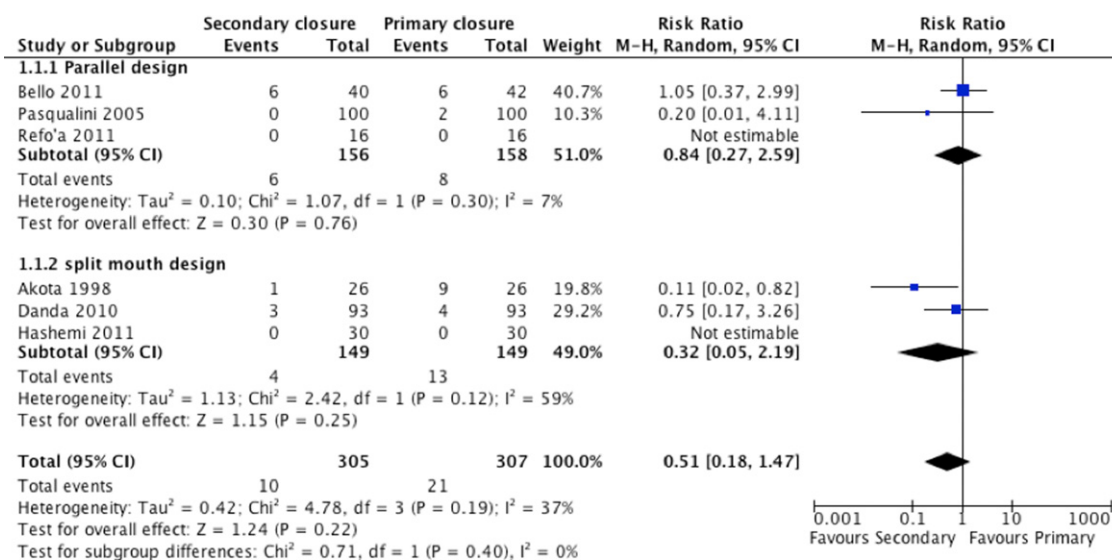 Secondary closure Primary closure Risk Ratio Risk Ratio
Study or Subgroup Events Total Events Total Weight M-H, Random, 95% CI M-H, Random, 95% CI
1.1.1 Parallel design
Bello 2011 6 40 6 42 40.7% 1.05 [0.37, 2.99]
Pasqualini 2005 0 100 2 100 10.3% 0.20 [0.01, 4.11]
Refo'a 2011 0 16 0 16 Not estimable
Subtotal (95% CI) 156 158 51.0% 0.84 [0.27, 2.59]
Total events 6 8
Heterogeneity: Tau² = 0.10; Chi² = 1.07, df = 1 (P = 0.30); I² = 7%
Test for overall effect: Z = 0.30 (P = 0.76)
1.1.2 split mouth design
Akota 1998 1 26 9 26 19.8% 0.11 [0.02, 0.82]
Danda 2010 3 93 4 93 29.2% 0.75 [0.17, 3.26]
Hashemi 2011 0 30 0 30 Not estimable
Subtotal (95% CI) 149 149 49.0% 0.32 [0.05, 2.19]
Total events 4 13
Heterogeneity: Tau² = 1.13; Chi² = 2.42, df = 1 (P = 0.12); I² = 59%
Test for overall effect: Z = 1.15 (P = 0.25)
Total (95% CI) 305 307 100.0% 0.51 [0.18, 1.47]
Total events 10 21
Heterogeneity: Tau² = 0.42; Chi² = 4.78, df = 3 (P = 0.19); I² = 37%
Test for overall effect: Z = 1.24 (P = 0.22)
Test for subgroup differences: Chi² = 0.71, df = 1 (P = 0.40), I² = 0%
0.001 0.1 1 10 1000
Favours Secondary Favours Primary